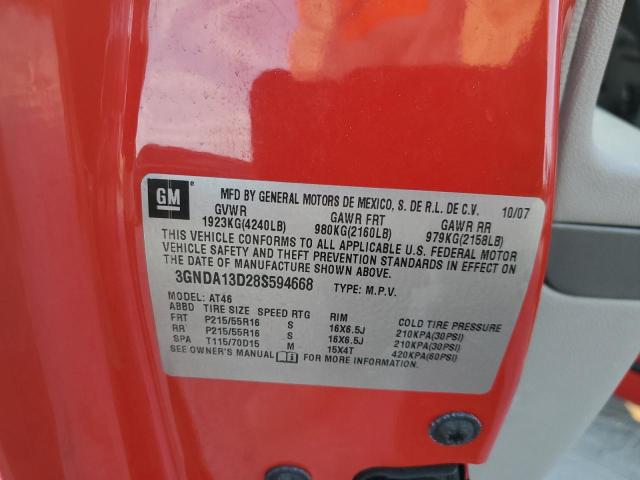 GM
MFD BY GENERAL MOTORS DE MEXICO, S. DE R.L. DE C.V. 10/07
GVWR GAWR FRT GAWR RR
1923KG(4240LB) 980KG(2160LB) 979KG(2158LB)
THIS VEHICLE CONFORMS TO ALL APPLICABLE U.S. FEDERAL MOTOR
VEHICLE SAFETY AND THEFT PREVENTION STANDARDS IN EFFECT ON
THE DATE OF MANUFACTURE SHOWN ABOVE.
3GNDA13D28S594668 TYPE: M.P.V.
MODEL: AT46
ABBD TIRE SIZE SPEED RTG RIM COLD TIRE PRESSURE
FRT P215/55R16 S 16X6.5J 210KPA(30PSI)
RR P215/55R16 S 16X6.5J 210KPA(30PSI)
SPA T115/70D15 M 15X4T 420KPA(60PSI)
SEE OWNER'S MANUAL FOR MORE INFORMATION.